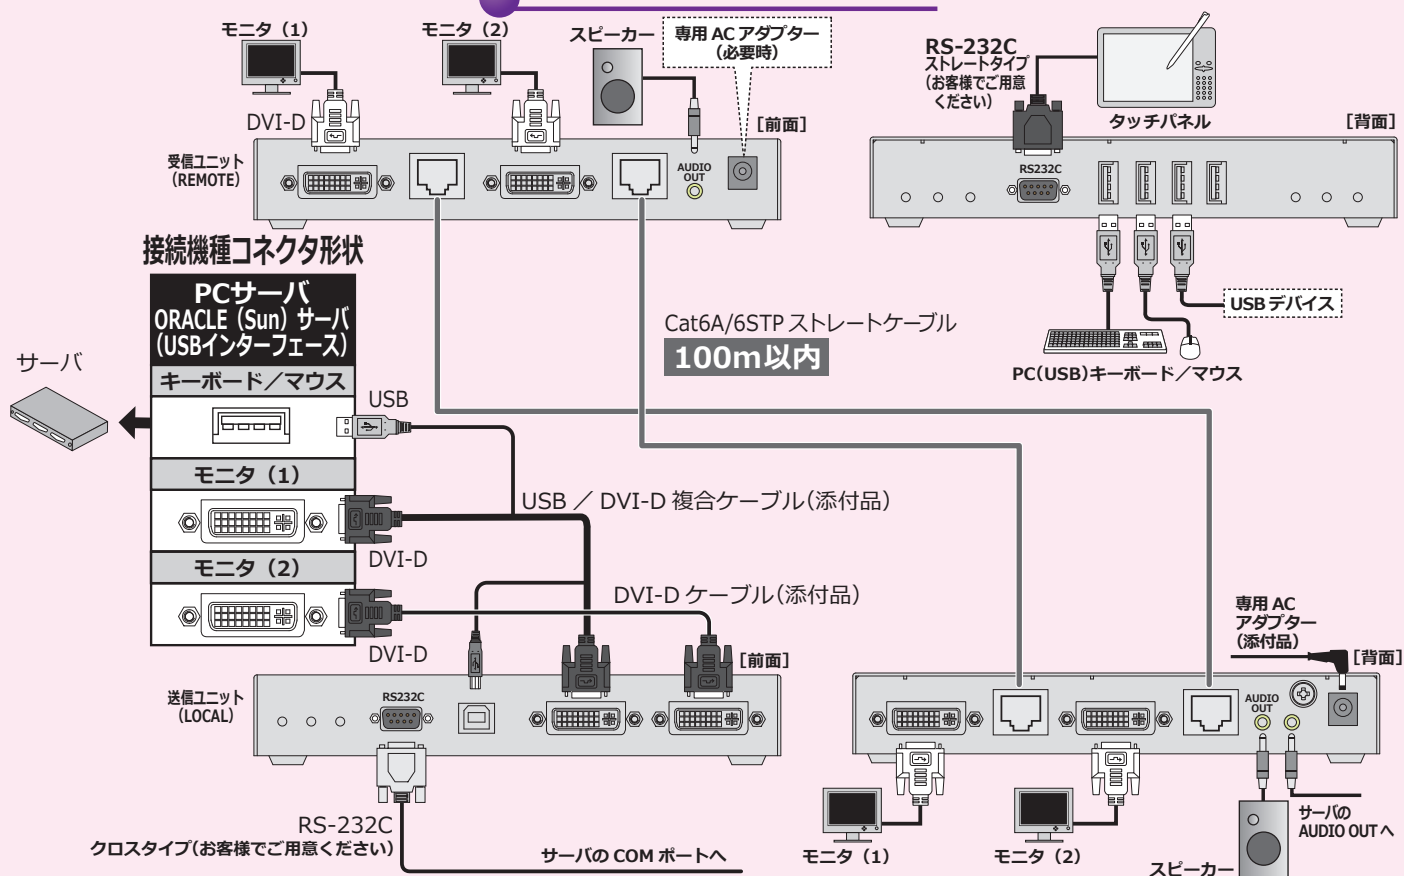 モニタ（1）
モニタ（2）
スピーカー
専用 AC アダプター
（必要時）
DVI-D
［前面］
受信ユニット
（REMOTE）
AUDIO
OUT
RS-232C
ストレートタイプ
（お客様でご用意
ください）
タッチパネル
［背面］
RS232C
USB デバイス
PC（USB）キーボード／マウス
接続機種コネクタ形状
PCサーバ
ORACLE（Sun）サーバ
（USBインターフェース）
サーバ
キーボード／マウス
USB
モニタ（1）
DVI-D
モニタ（2）
DVI-D
Cat6A/6STP ストレートケーブル
100m以内
USB ／ DVI-D 複合ケーブル（添付品）
DVI-D ケーブル（添付品）
［前面］
送信ユニット
（LOCAL）
RS232C
RS-232C
クロスタイプ（お客様でご用意ください）
サーバの COM ポートへ
専用 AC
アダプター
（添付品）
［背面］
AUDIO
OUT
モニタ（1）
モニタ（2）
スピーカー
サーバの
AUDIO OUT へ